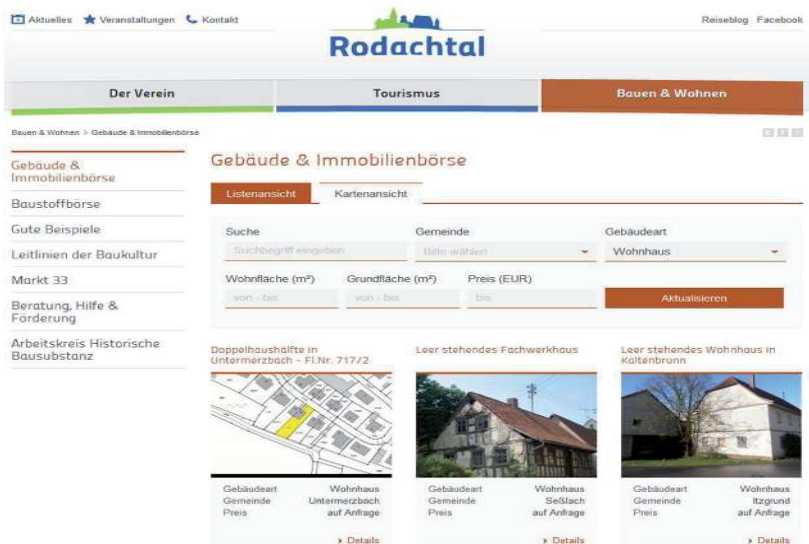 Aktuelles Veranstaltungen Kontakt
Reiseblog Facebook
Rodachtal
Der Verein Tourismus Bauen & Wohnen
Bauen & Wohnen > Gebäude & Immobilienbörse
Gebäude &
Immobilienbörse
Baustoffbörse
Gute Beispiele
Leitlinien der Baukultur
Markt 33
Beratung, Hilfe &
Förderung
Arbeitskreis Historische
Bausubstanz
Gebäude & Immobilienbörse
Listenansicht Kartenansicht
Suche Gemeinde Gebäudeart
Suchbegriff eingeben Bitte wählen Wohnhaus
Wohnfläche (m²) Grundfläche (m²) Preis (EUR)
von - bis von - bis bis Aktualisieren
Doppelhaushälfte in
Untermerzbach - Fl.Nr. 717/2
Gebäudeart Wohnhaus
Gemeinde Untermerzbach
Preis auf Anfrage
Details
Leer stehendes Fachwerkhaus
Gebäudeart Wohnhaus
Gemeinde Seßlach
Preis auf Anfrage
Details
Leer stehendes Wohnhaus in
Kaltenbrunn
Gebäudeart Wohnhaus
Gemeinde Itzgrund
Preis auf Anfrage
Details